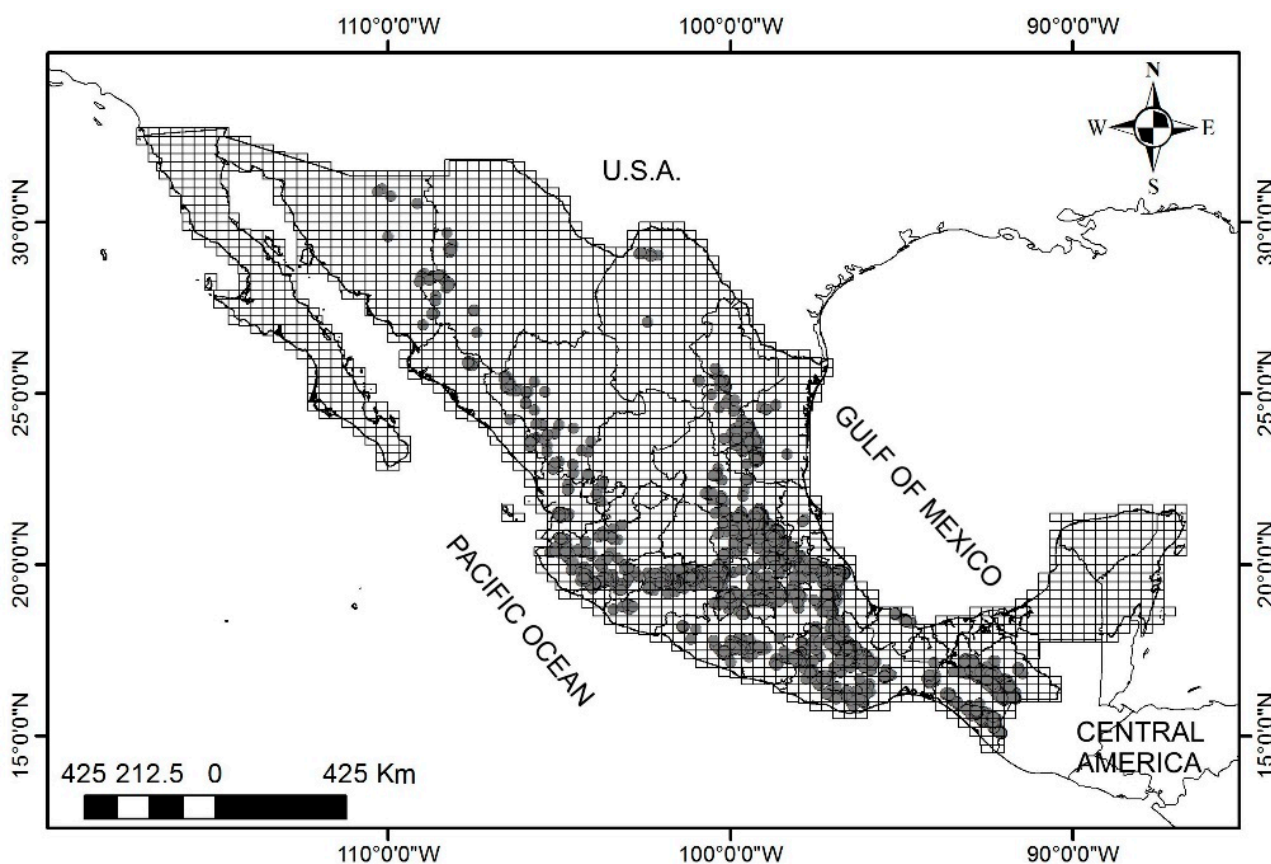 110°0'0"W 100°0'0"W 90°0'0"W
N
W E
S
U.S.A.
30°0'0"N 30°0'0"N
25°0'0"N 25°0'0"N
GULF OF MEXICO
20°0'0"N 20°0'0"N
PACIFIC OCEAN
15°0'0"N 15°0'0"N
CENTRAL
AMERICA
425 212.5 0 425 Km
110°0'0"W 100°0'0"W 90°0'0"W